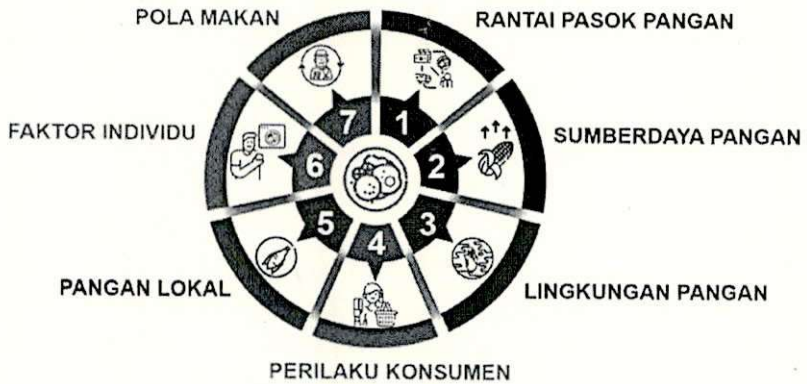 POLA MAKAN
RANTAI PASOK PANGAN
FAKTOR INDIVIDU
SUMBERDAYA PANGAN
7
1
6
2
5
3
4
PANGAN LOKAL
LINGKUNGAN PANGAN
PERILAKU KONSUMEN